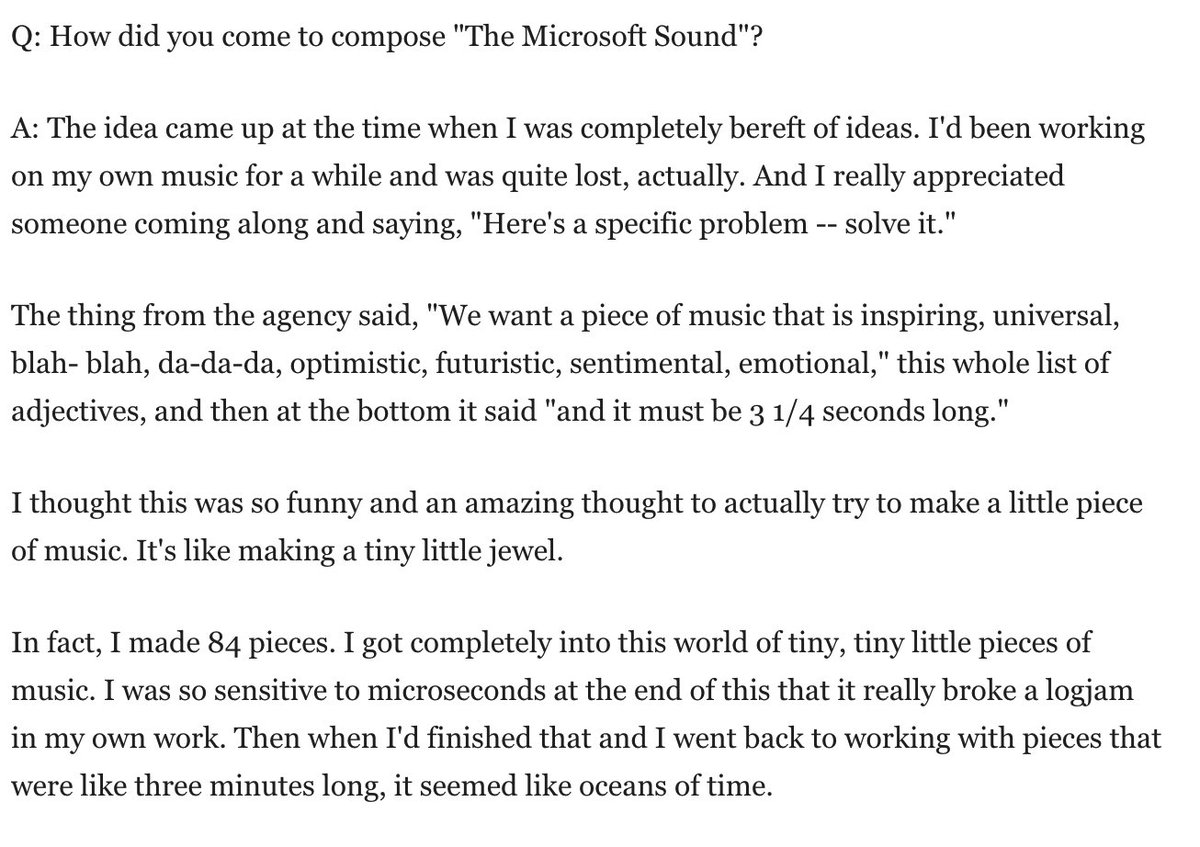 Q: How did you come to compose "The Microsoft Sound"?
A: The idea came up at the time when I was completely bereft of ideas. I'd been working
on my own music for a while and was quite lost, actually. And I really appreciated
someone coming along and saying, "Here's a specific problem -- solve it."
The thing from the agency said, "We want a piece of music that is inspiring, universal,
blah- blah, da-da-da, optimistic, futuristic, sentimental, emotional," this whole list of
adjectives, and then at the bottom it said "and it must be 3 1/4 seconds long."
I thought this was so funny and an amazing thought to actually try to make a little piece
of music. It's like making a tiny little jewel.
In fact, I made 84 pieces. I got completely into this world of tiny, tiny little pieces of
music. I was so sensitive to microseconds at the end of this that it really broke a logjam
in my own work. Then when I'd finished that and I went back to working with pieces that
were like three minutes long, it seemed like oceans of time.